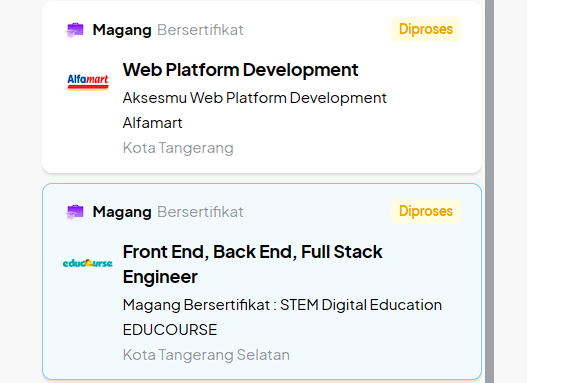 Magang Bersertifikat Diproses
Alfamart
Web Platform Development
Aksesmu Web Platform Development
Alfamart
Kota Tangerang
Magang Bersertifikat Diproses
educourse
Front End, Back End, Full Stack
Engineer
Magang Bersertifikat : STEM Digital Education
EDUCOURSE
Kota Tangerang Selatan